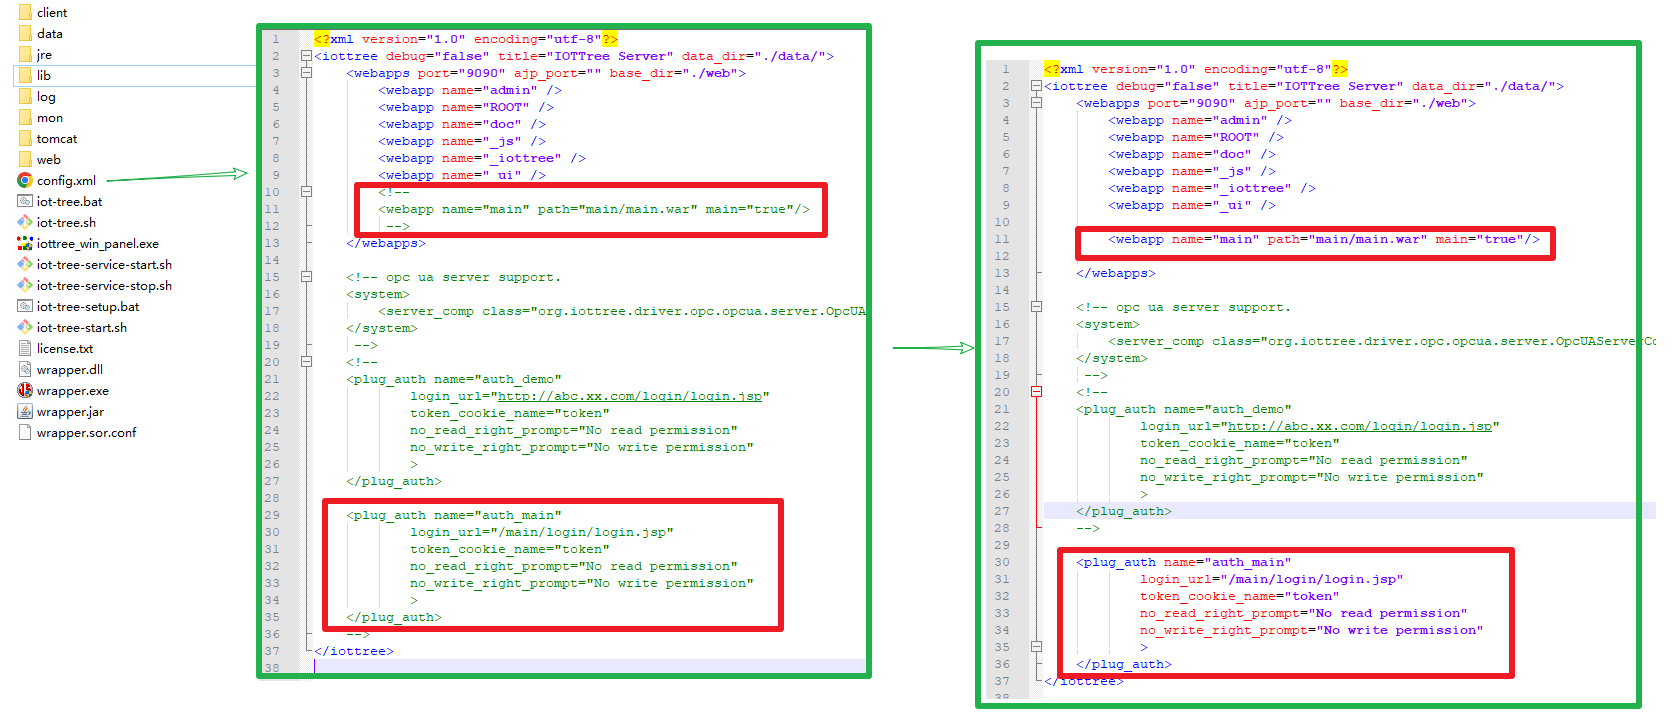 client
data
jre
lib
log
mon
tomcat
web
config.xml
iot-tree.bat
iot-tree.sh
iottree_win_panel.exe
iot-tree-service-start.sh
iot-tree-service-stop.sh
iot-tree-setup.bat
iot-tree-start.sh
license.txt
wrapper.dll
wrapper.exe
wrapper.jar
wrapper.sor.conf
1 <?xml version="1.0" encoding="utf-8"?>
2 <iottree debug="false" title="IOTTree Server" data_dir="./data/">
3 <webapps port="9090" ajp_port="" base_dir="./web">
4 <webapp name="admin" />
5 <webapp name="ROOT" />
6 <webapp name="doc" />
7 <webapp name="_js" />
8 <webapp name="_iottree" />
9 <webapp name="_ui" />
10 <!--
11 <webapp name="main" path="main/main.war" main="true"/>
12 -->
13 </webapps>
14
15 <!-- opc ua server support.
16 <system>
17 <server_comp class="org.iottree.driver.opc.opcua.server.OpcUA
18 </system>
19 -->
20 <!--
21 <plug_auth name="auth_demo"
22 login_url="http://abc.xx.com/login/login.jsp"
23 token_cookie_name="token"
24 no_read_right_prompt="No read permission"
25 no_write_right_prompt="No write permission"
26 >
27 </plug_auth>
28
29 <plug_auth name="auth_main"
30 login_url="/main/login/login.jsp"
31 token_cookie_name="token"
32 no_read_right_prompt="No read permission"
33 no_write_right_prompt="No write permission"
34 >
35 </plug_auth>
36 -->
37 </iottree>
38
1 <?xml version="1.0" encoding="utf-8"?>
2 <iottree debug="false" title="IOTTree Server" data_dir="./data/">
3 <webapps port="9090" ajp_port="" base_dir="./web">
4 <webapp name="admin" />
5 <webapp name="ROOT" />
6 <webapp name="doc" />
7 <webapp name="_js" />
8 <webapp name="_iottree" />
9 <webapp name="_ui" />
10
11 <webapp name="main" path="main/main.war" main="true"/>
12
13 </webapps>
14
15 <!-- opc ua server support.
16 <system>
17 <server_comp class="org.iottree.driver.opc.opcua.server.OpcUAServerCo
18 </system>
19 -->
20 <!--
21 <plug_auth name="auth_demo"
22 login_url="http://abc.xx.com/login/login.jsp"
23 token_cookie_name="token"
24 no_read_right_prompt="No read permission"
25 no_write_right_prompt="No write permission"
26 >
27 </plug_auth>
28 -->
29
30 <plug_auth name="auth_main"
31 login_url="/main/login/login.jsp"
32 token_cookie_name="token"
33 no_read_right_prompt="No read permission"
34 no_write_right_prompt="No write permission"
35 >
36 </plug_auth>
37 </iottree>
38